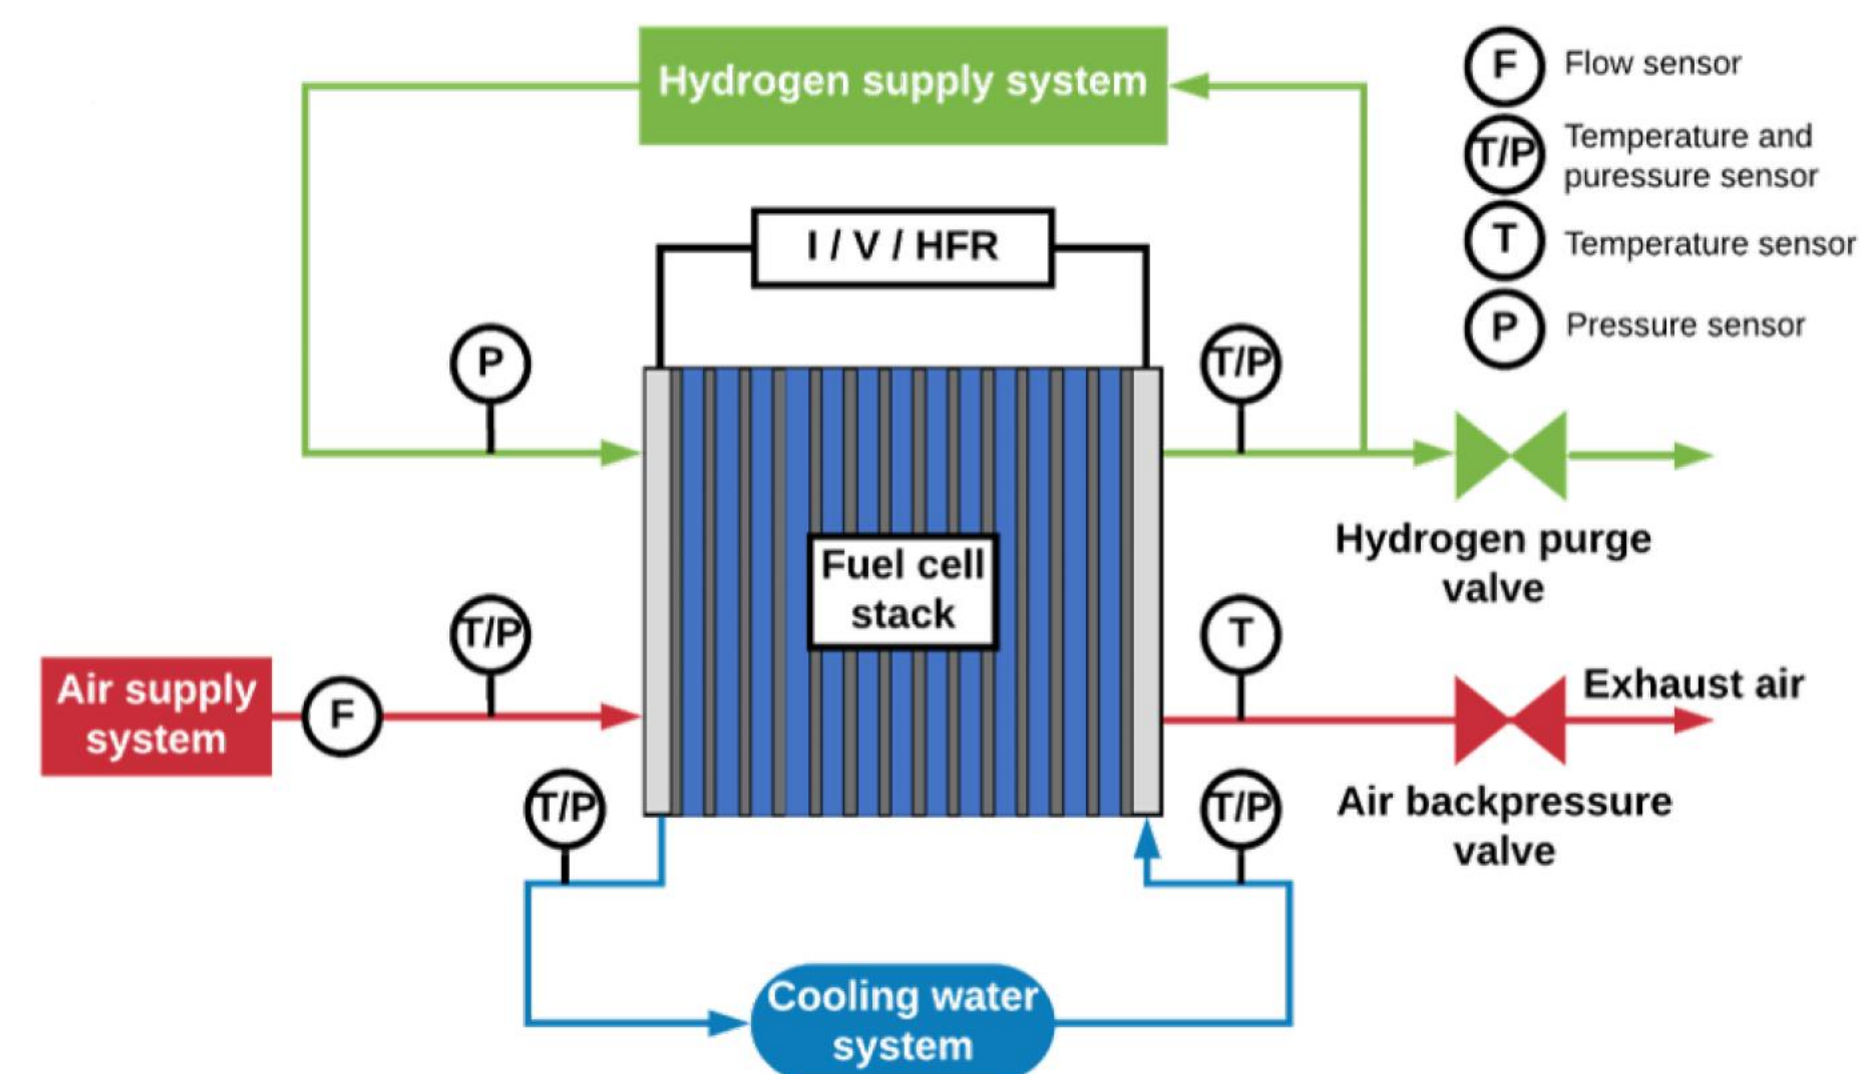 Hydrogen supply system
F
Flow sensor
T/P
Temperature and
puressure sensor
T
Temperature sensor
P
Pressure sensor
I / V / HFR
P
T/P
Fuel cell
stack
Hydrogen purge
valve
T/P
T
Air supply
system
F
Exhaust air
T/P
T/P
Air backpressure
valve
Cooling water
system